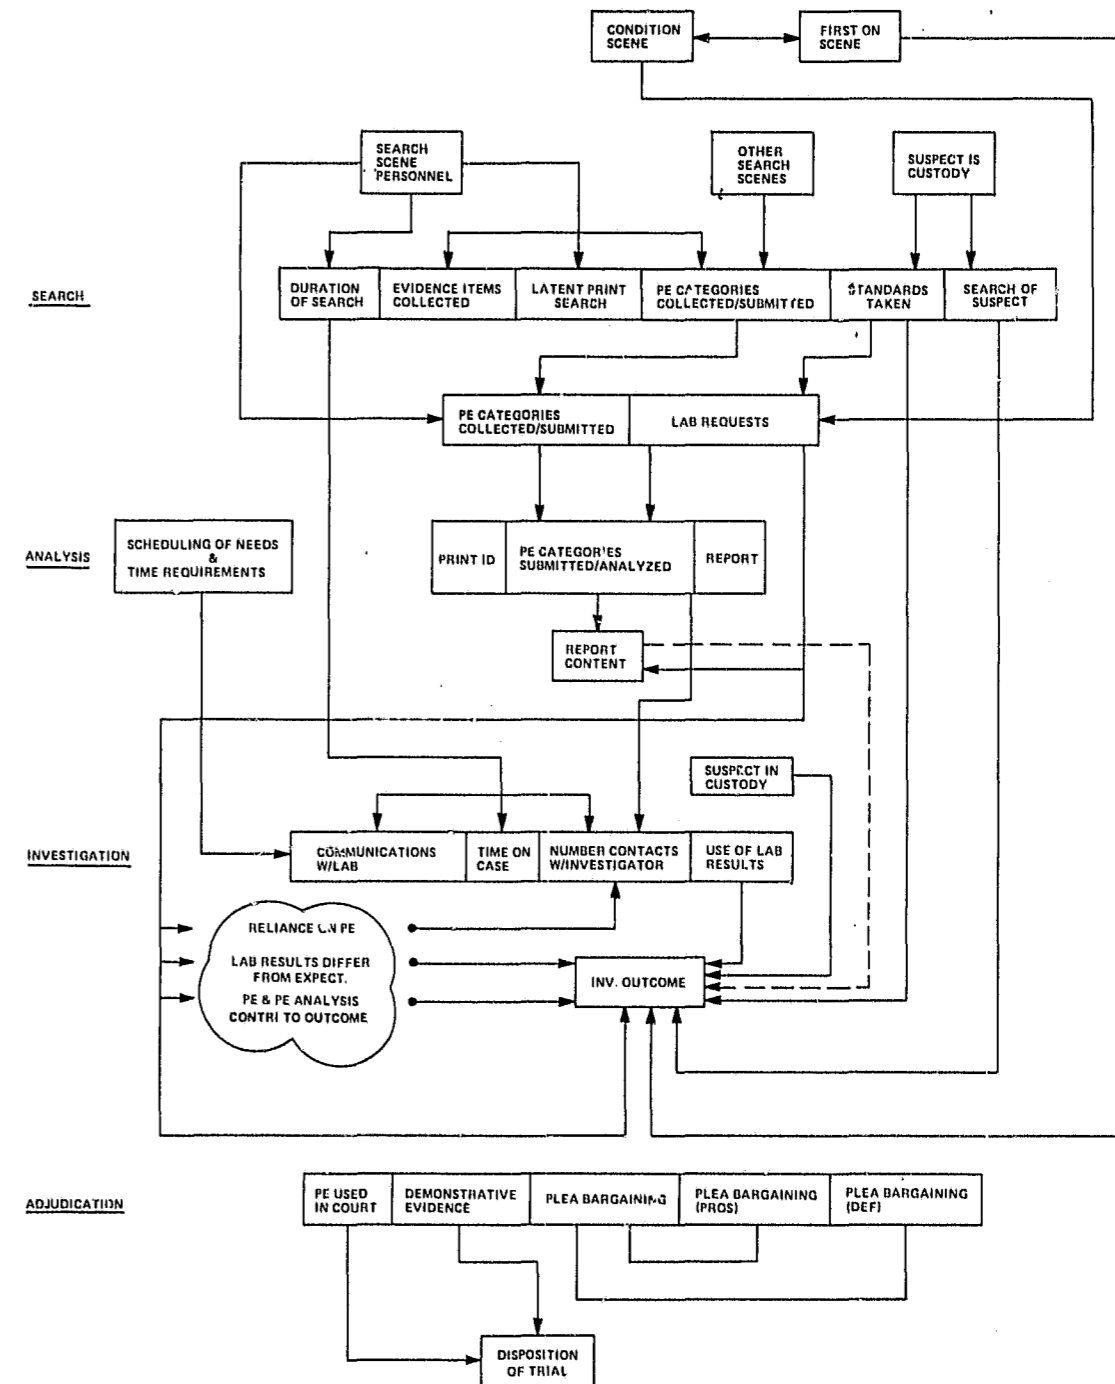 CONDITION
SCENE
FIRST ON
SCENE
SEARCH
SCENE
PERSONNEL
OTHER
SEARCH
SCENES
SUSPECT IS
CUSTODY
SEARCH
DURATION
OF SEARCH
EVIDENCE ITEMS
COLLECTED
LATENT PRINT
SEARCH
PE CATEGORIES
COLLECTED/SUBMITTED
STANDARDS
TAKEN
SEARCH OF
SUSPECT
PE CATEGORIES
COLLECTED/SUBMITTED
LAB REQUESTS
ANALYSIS
SCHEDULING OF NEEDS
&
TIME REQUIREMENTS
PRINT ID
PE CATEGORIES
SUBMITTED/ANALYZED
REPORT
REPORT
CONTENT
SUSPECT IN
CUSTODY
INVESTIGATION
COMMUNICATIONS
W/LAB
TIME ON
CASE
NUMBER CONTACTS
W/INVESTIGATOR
USE OF LAB
RESULTS
RELIANCE ON PE
LAB RESULTS DIFFER
FROM EXPECT.
PE & PE ANALYSIS
CONTRI TO OUTCOME
INV. OUTCOME
ADJUDICATION
PE USED
IN COURT
DEMONSTRATIVE
EVIDENCE
PLEA BARGAINING
PLEA BARGAINING
(PROS)
PLEA BARGAINING
(DEF)
DISPOSITION
OF TRIAL